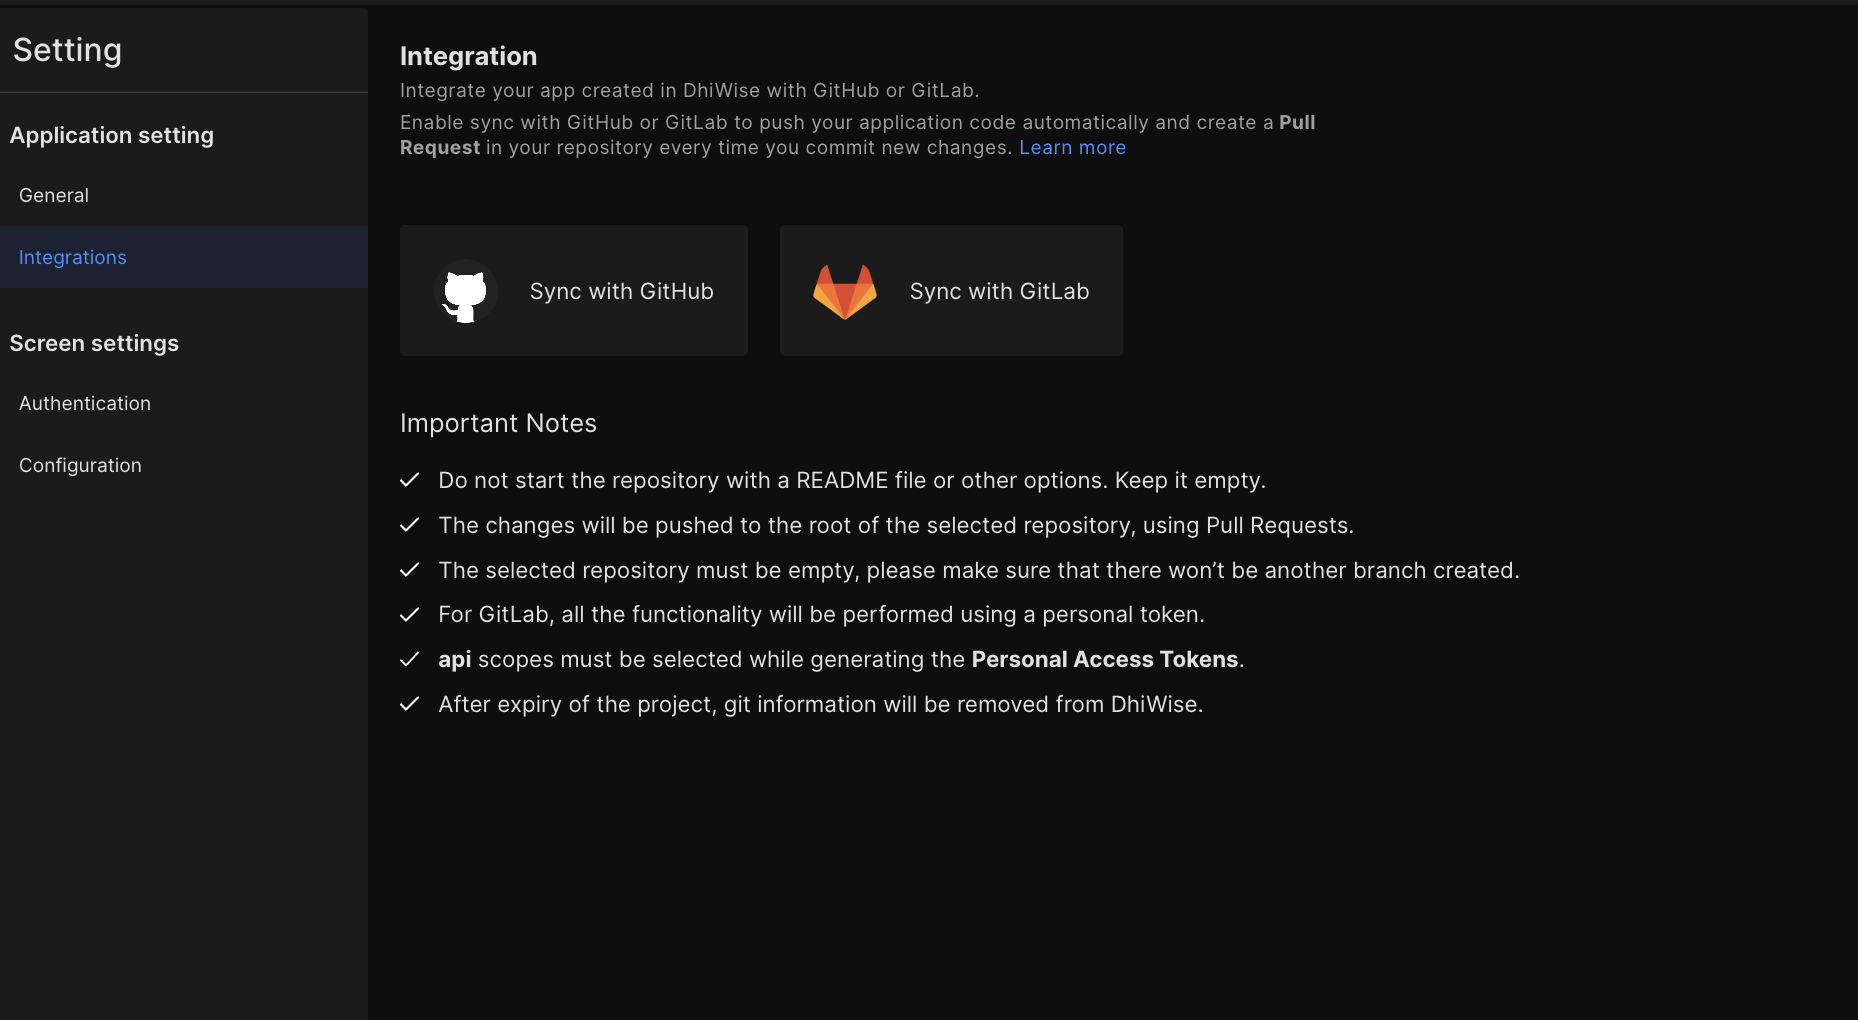 Setting
Application setting
General
Integrations
Screen settings
Authentication
Configuration
Integration
Integrate your app created in DhiWise with GitHub or GitLab.
Enable sync with GitHub or GitLab to push your application code automatically and create a Pull
Request in your repository every time you commit new changes. Learn more
Sync with GitHub
Sync with GitLab
Important Notes
Do not start the repository with a README file or other options. Keep it empty.
The changes will be pushed to the root of the selected repository, using Pull Requests.
The selected repository must be empty, please make sure that there won’t be another branch created.
For GitLab, all the functionality will be performed using a personal token.
api scopes must be selected while generating the Personal Access Tokens.
After expiry of the project, git information will be removed from DhiWise.